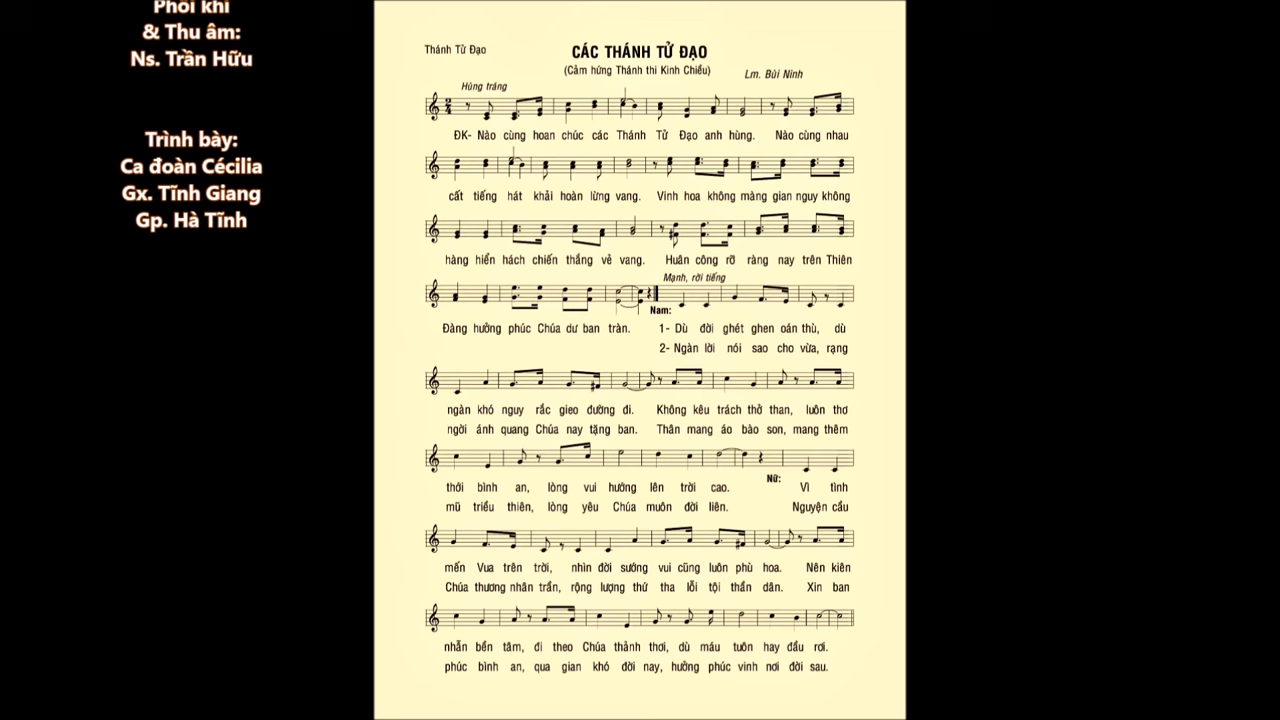 Phối khí
& Thu âm:
Ns. Trần Hữu
Trình bày:
Ca đoàn Cécilia
Gx. Tĩnh Giang
Gp. Hà Tĩnh
Thánh Tử Đạo
CÁC THÁNH TỬ ĐẠO
(Cảm hứng Thánh thi Kinh Chiều)
Lm. Bùi Ninh
Hùng tráng
ĐK- Nào cùng hoan chúc các Thánh Tử Đạo anh hùng. Nào cùng nhau
cất tiếng hát khải hoàn lừng vang. Vinh hoa không màng gian nguy không
hàng hiển hách chiến thắng vẻ vang. Huân công rỡ ràng nay trên Thiên
Mạnh, rời tiếng
Đàng hưởng phúc Chúa dư ban tràn. Nam: 1- Dù đời ghét ghen oán thù, dù
2- Ngàn lời nói sao cho vừa, rạng
ngàn khó nguy rắc gieo đường đi. Không kêu trách thở than, luôn thơ
ngời ánh quang Chúa nay tặng ban. Thân mang áo bào son, mang thêm
thới bình an, lòng vui hướng lên trời cao. Nữ: Vì tình
mũ triều thiên, lòng yêu Chúa muôn đời liên. Nguyện cầu
mến Vua trên trời, nhìn đời sướng vui cũng luôn phù hoa. Nên kiên
Chúa thương nhân trần, rộng lượng thứ tha lỗi tội thần dân. Xin ban
nhẫn bền tâm, đi theo Chúa thảnh thơi, dù máu tuôn hay đầu rơi.
phúc bình an, qua gian khó đời này, hưởng phúc vinh nơi đời sau.